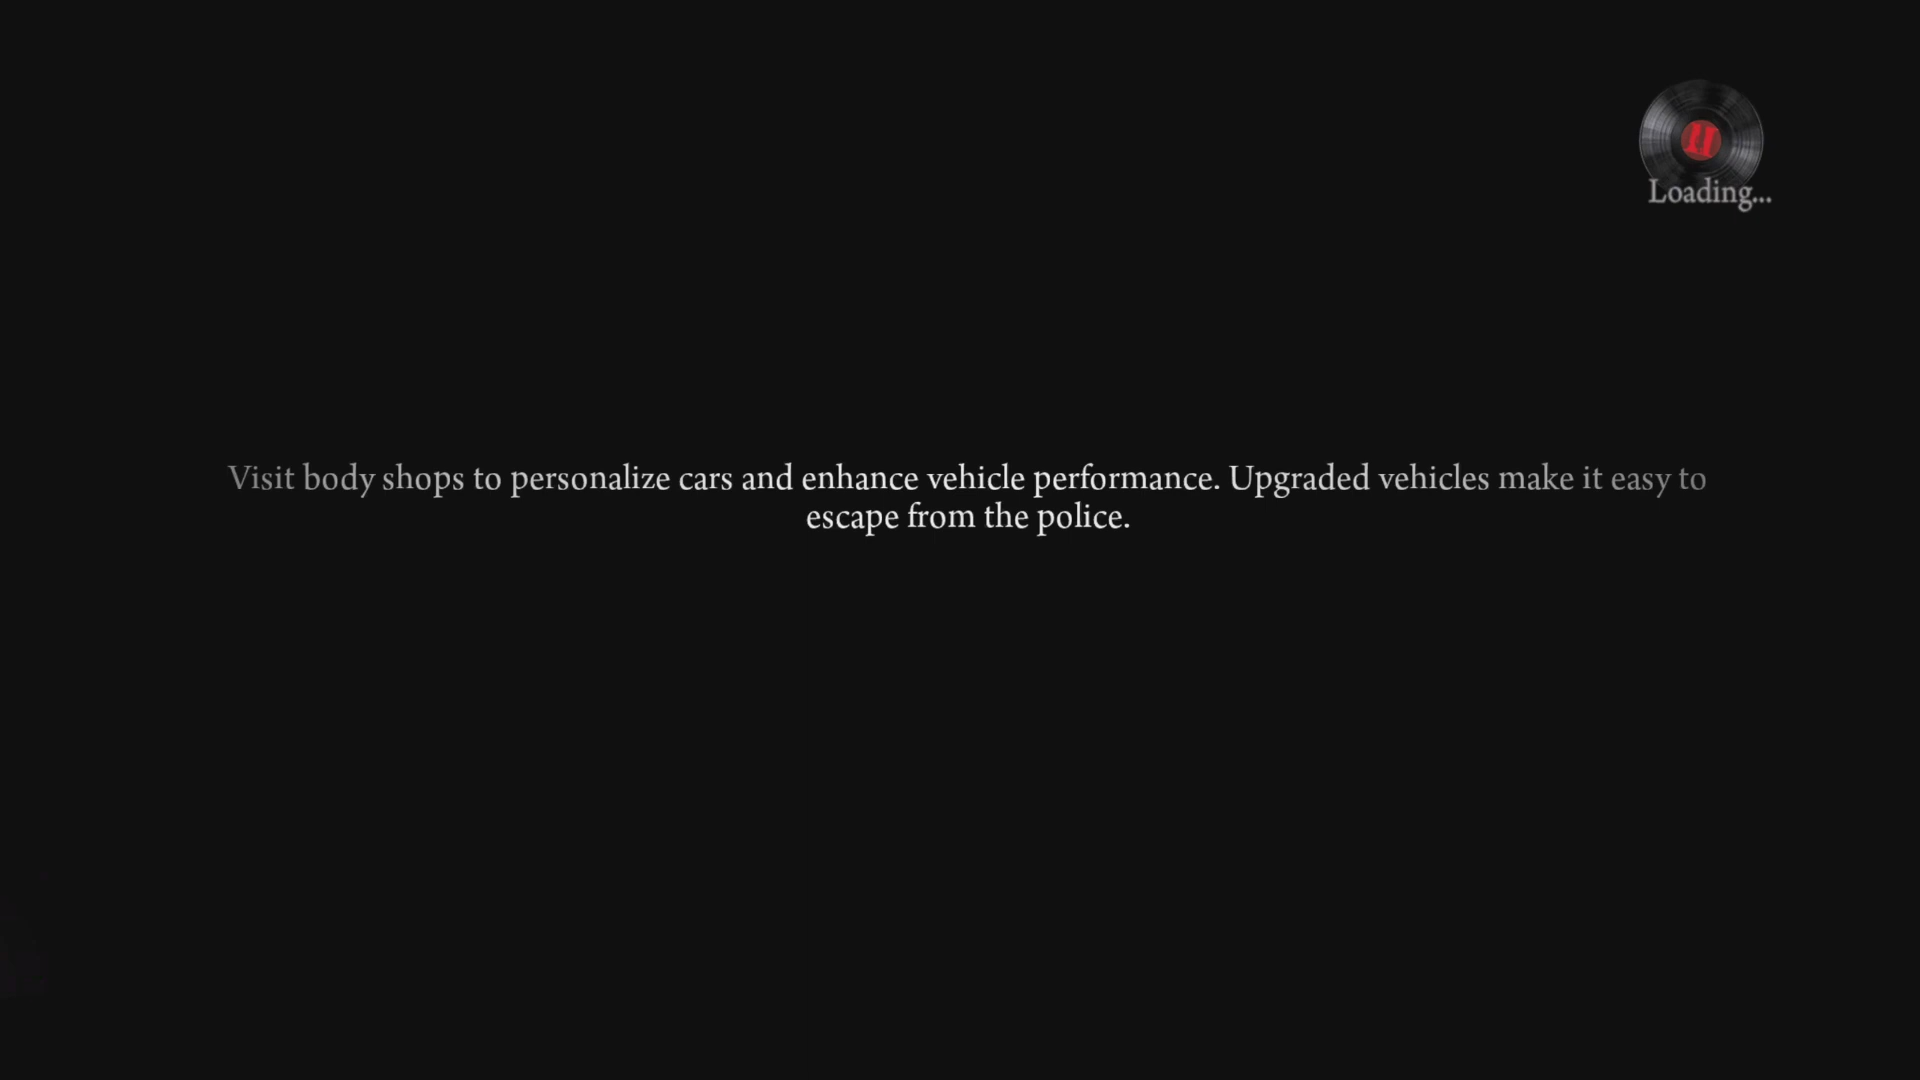 II
Loading...
Visit body shops to personalize cars and enhance vehicle performance. Upgraded vehicles make it easy to
escape from the police.